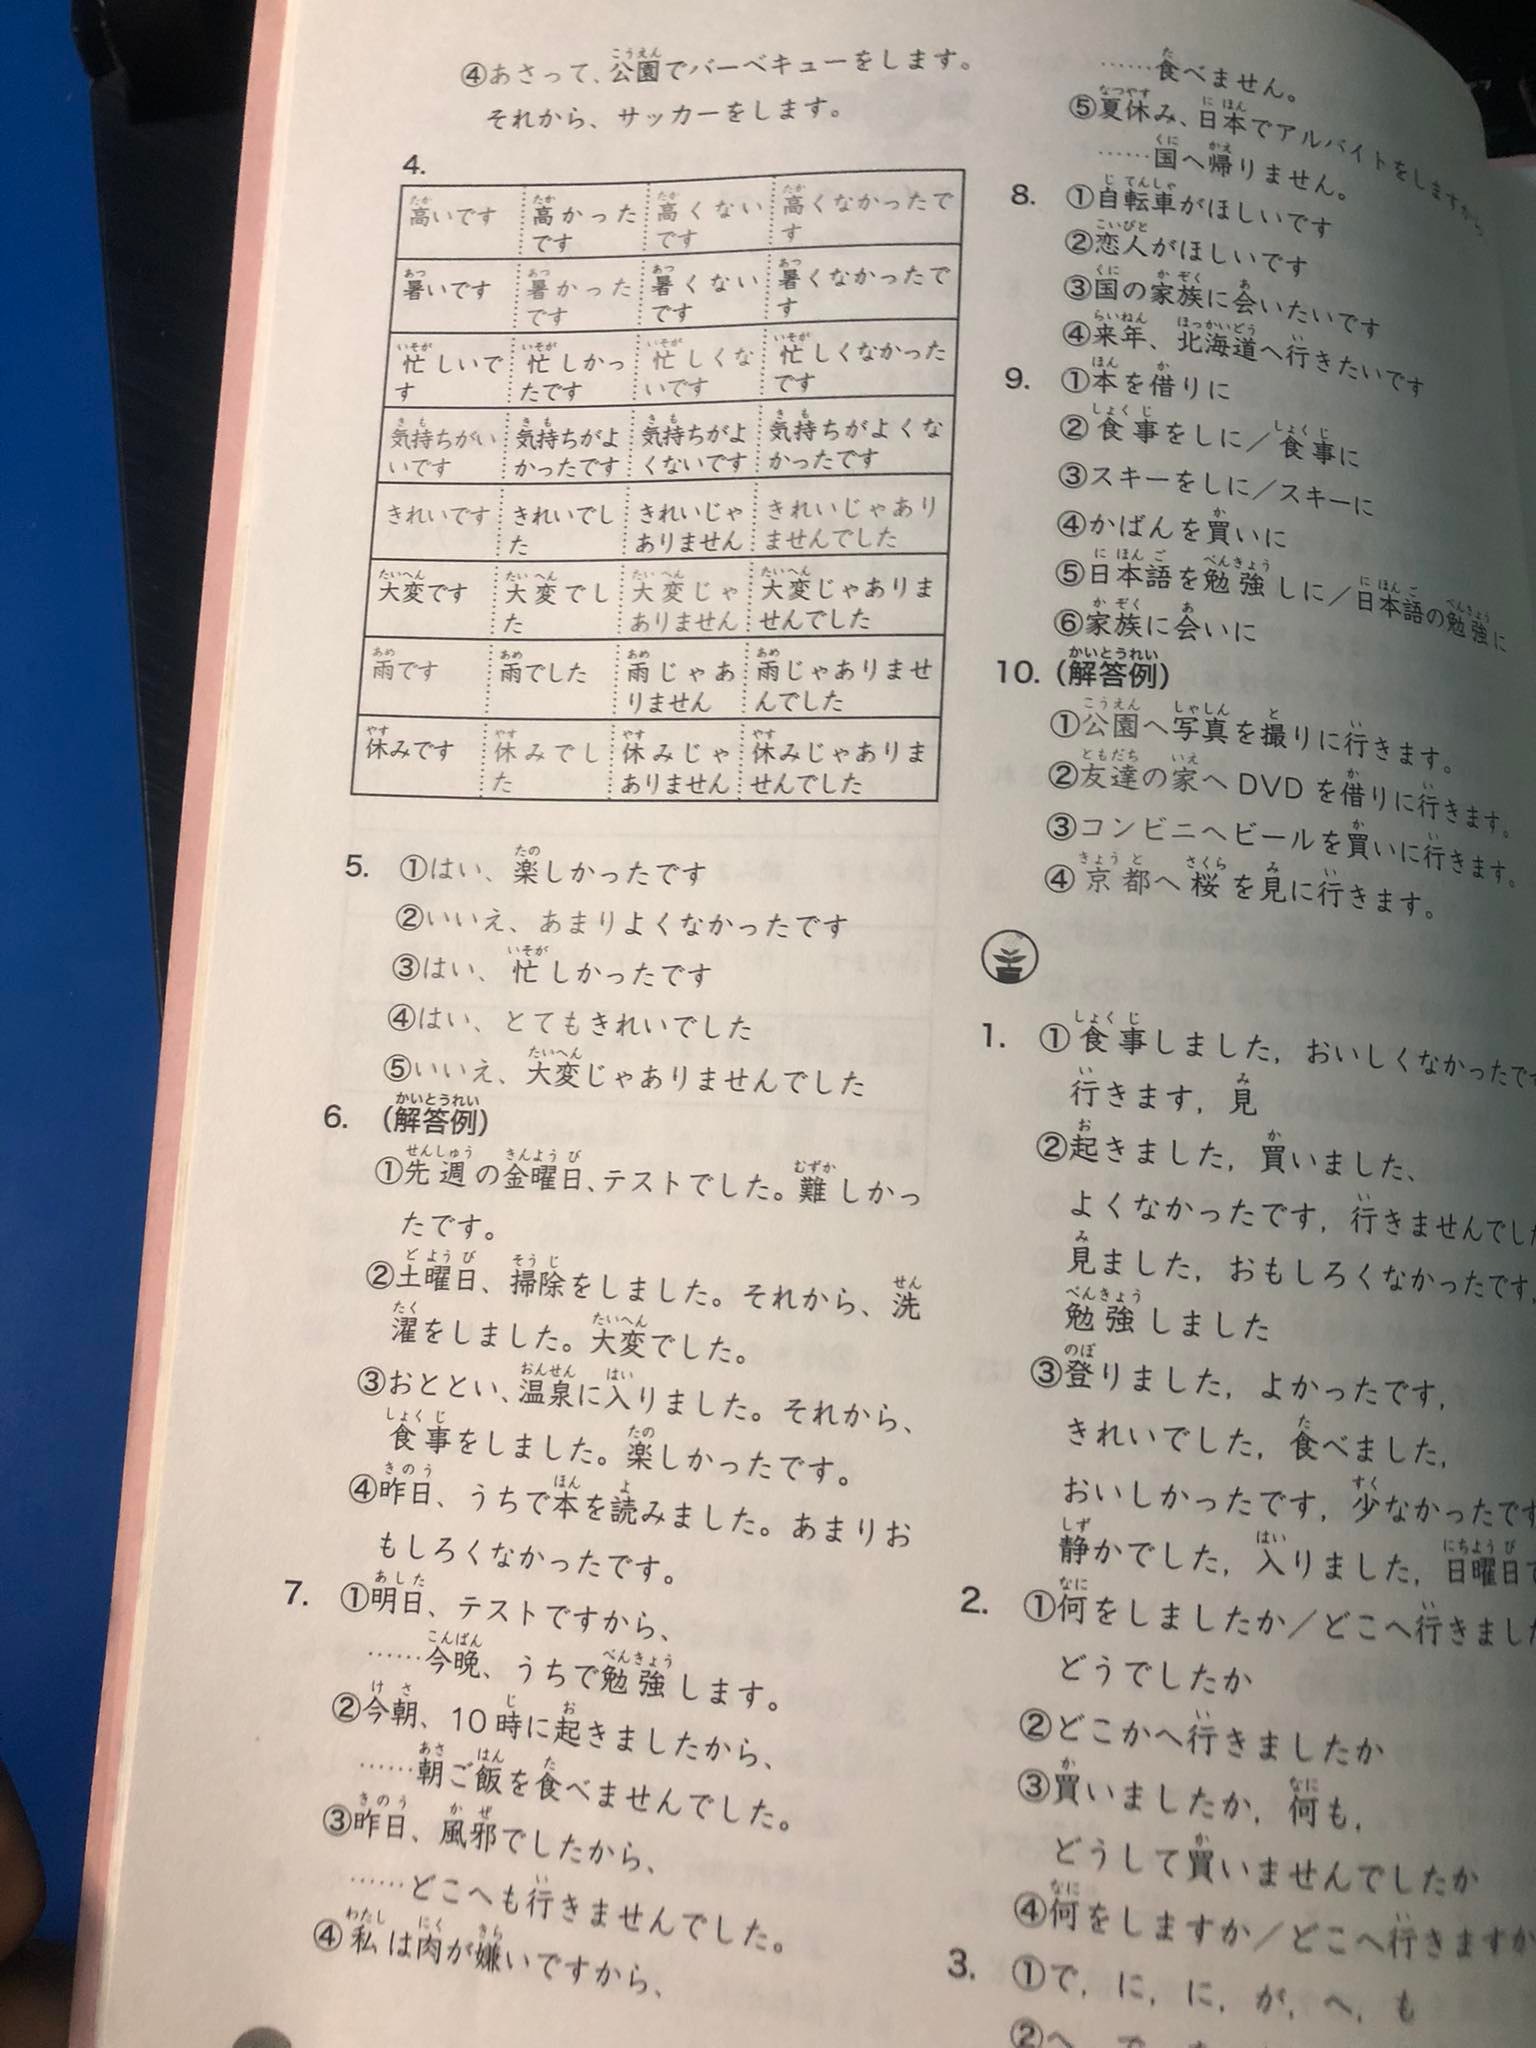 ④あさって、公園でバーベキューをします。
それから、サッカーをします。
4.
高いです 高かったです 高くないです 高くなかったです
暑いです 暑かったです 暑くないです 暑くなかったです
忙しいです 忙しかったです 忙しくないです 忙しくなかったです
気持ちがいいです 気持ちがよかったです 気持ちがよくないです 気持ちがよくなかったです
きれいです きれいでした きれいじゃありません きれいじゃありませんでした
大変です 大変でした 大変じゃありません 大変じゃありませんでした
雨です 雨でした 雨じゃありません 雨じゃありませんでした
休みです 休みでした 休みじゃありません 休みじゃありませんでした
5. ①はい、楽しかったです
②いいえ、あまりよくなかったです
③はい、忙しかったです
④はい、とてもきれいでした
⑤いいえ、大変じゃありませんでした
6. (解答例)
①先週の金曜日、テストでした。難しかっ
たです。
②土曜日、掃除をしました。それから、洗
濯をしました。大変でした。
③おととい、温泉に入りました。それから、
食事をしました。楽しかったです。
④昨日、うちで本を読みました。あまりお
もしろくなかったです。
7. ①明日、テストですから、
……今晩、うちで勉強します。
②今朝、10時に起きましたから、
……朝ご飯を食べませんでした。
③昨日、風邪でしたから、
……どこへも行きませんでした。
④私は肉が嫌いですから、
……食べません。
⑤夏休み、日本でアルバイトをしますから
……国へ帰りません。
8. ①自転車がほしいです
②恋人がほしいです
③国の家族に会いたいです
④来年、北海道へ行きたいです
9. ①本を借りに
②食事をしに／食事に
③スキーをしに／スキーに
④かばんを買いに
⑤日本語を勉強しに／日本語の勉強に
⑥家族に会いに
10. (解答例)
①公園へ写真を撮りに行きます。
②友達の家へDVDを借りに行きます。
③コンビニへビールを買いに行きます。
④京都へ桜を見に行きます。
1. ①食事しました，おいしくなかったで
行きます，見
②起きました，買いました、
よくなかったです，行きませんでし
見ました，おもしろくなかったです，
勉強しました
③登りました，よかったです，
きれいでした，食べました，
おいしかったです，少なかったです
静かでした，入りました，日曜日
2. ①何をしましたか／どこへ行きまし
どうでしたか
②どこかへ行きましたか
③買いましたか，何も，
どうして買いませんでしたか
④何をしますか／どこへ行きますか
3. ①で，に，に，が，へ，も
②へ